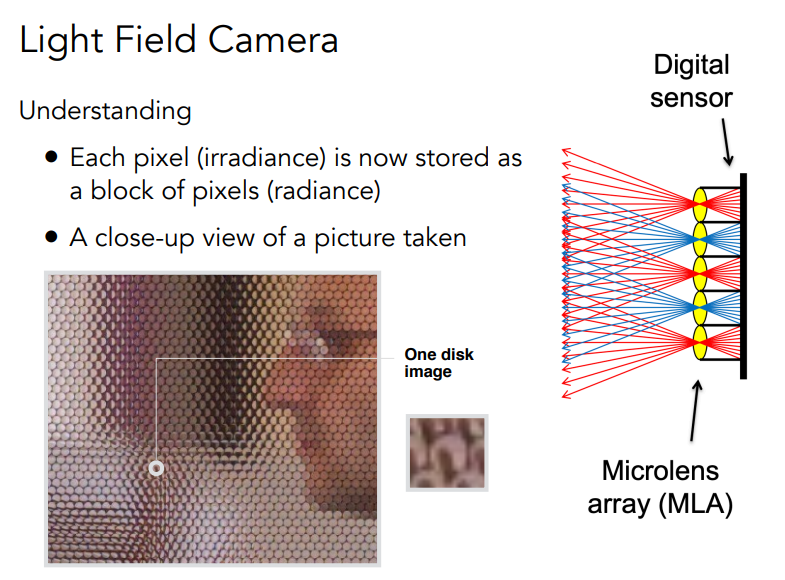 Light Field Camera
Understanding
● Each pixel (irradiance) is now stored as
a block of pixels (radiance)
● A close-up view of a picture taken
One disk
image
Digital
sensor
Microlens
array (MLA)